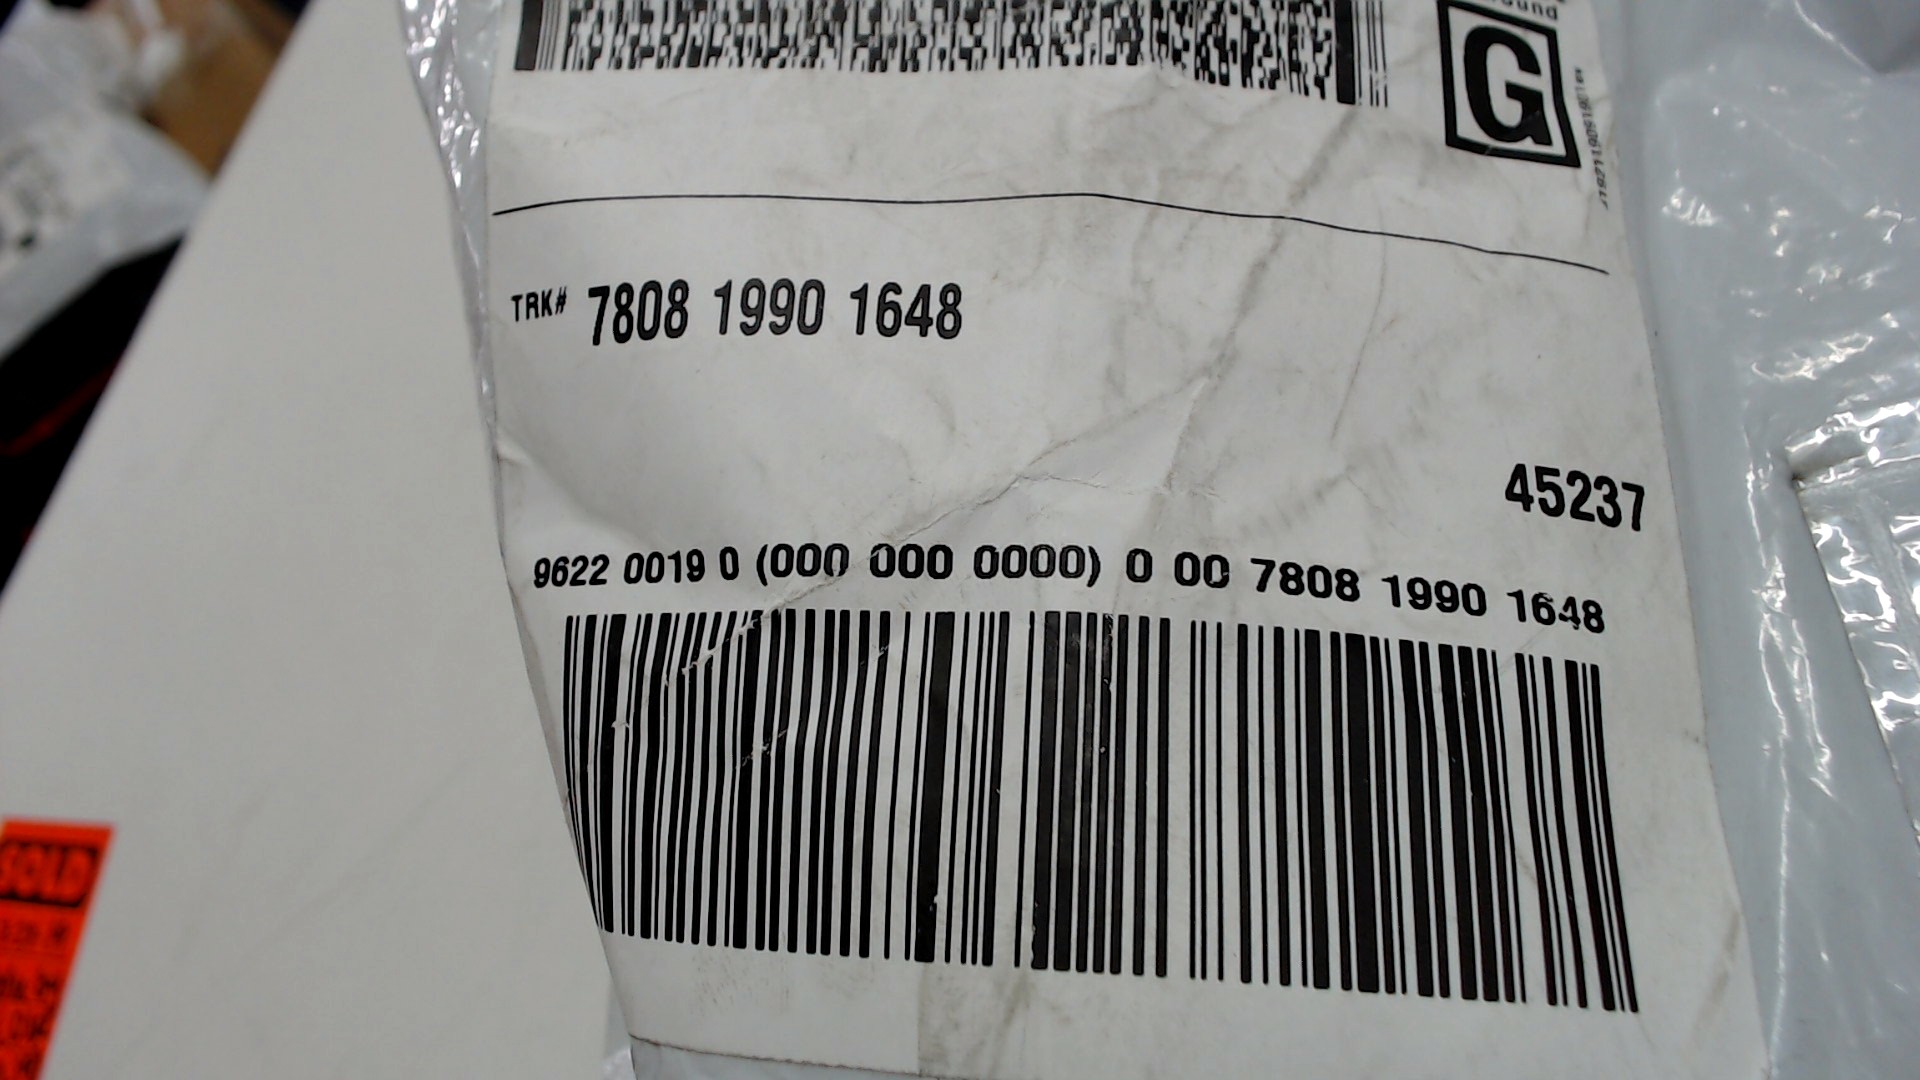 G
TRK# 7808 1990 1648
45237
9622 0019 0 (000 000 0000) 0 00 7808 1990 1648
SOLD